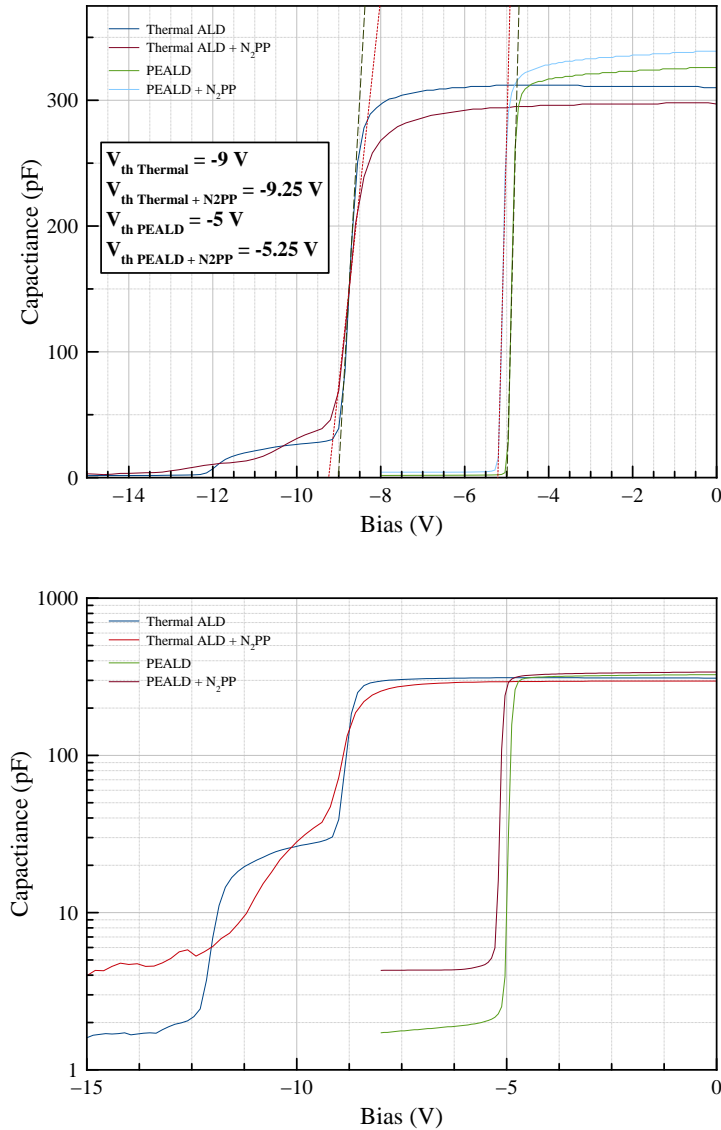 Thermal ALD
Thermal ALD + N2PP
PEALD
PEALD + N2PP
300
200
100
0
Capactiance (pF)
Vth Thermal = -9 V
Vth Thermal + N2PP = -9.25 V
Vth PEALD = -5 V
Vth PEALD + N2PP = -5.25 V
−14 −12 −10 −8 −6 −4 −2 0
Bias (V)
1000
100
10
1
Capactiance (pF)
Thermal ALD
Thermal ALD + N2PP
PEALD
PEALD + N2PP
−15 −10 −5 0
Bias (V)